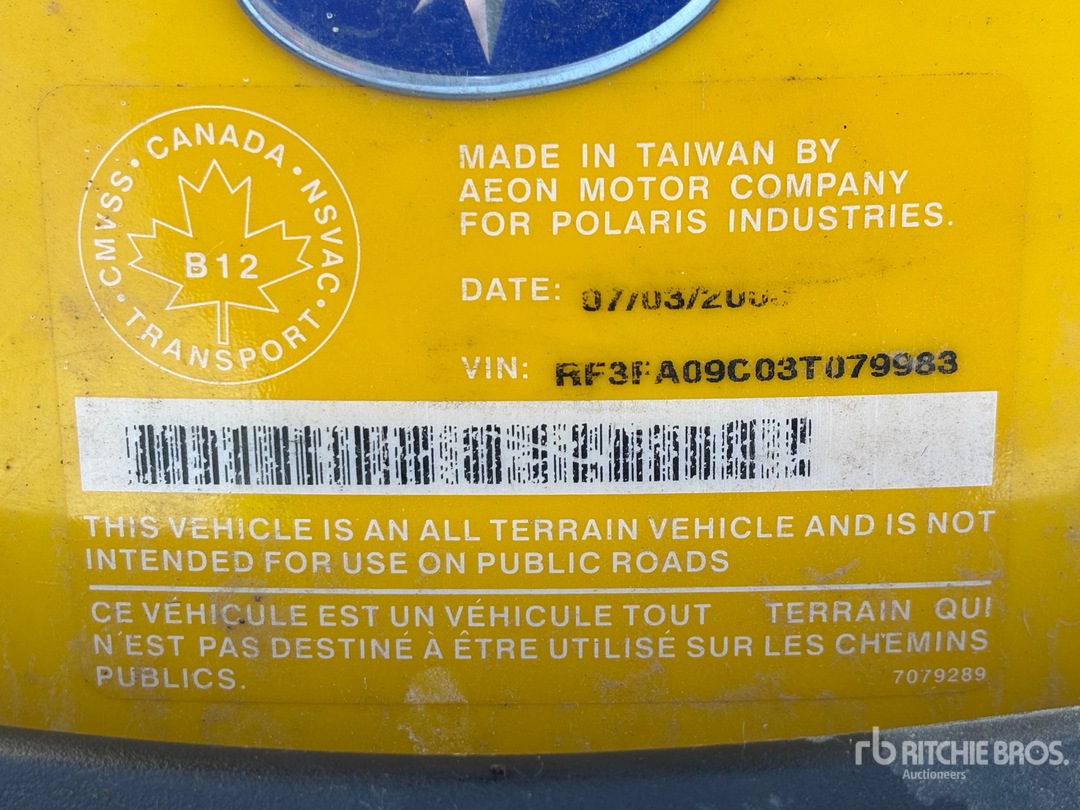 CMVSS • CANADA • NSVAC • TRANSPORT •
B12
MADE IN TAIWAN BY
AEON MOTOR COMPANY
FOR POLARIS INDUSTRIES.
DATE:
VIN: RF3FA09C03T079983
THIS VEHICLE IS AN ALL TERRAIN VEHICLE AND IS NOT
INTENDED FOR USE ON PUBLIC ROADS
CE VÉHICULE EST UN VÉHICULE TOUT TERRAIN QUI
N'EST PAS DESTINÉ À ÊTRE UTILISÉ SUR LES CHEMINS
PUBLICS.
7079289
rb RITCHIE BROS.
Auctioneers